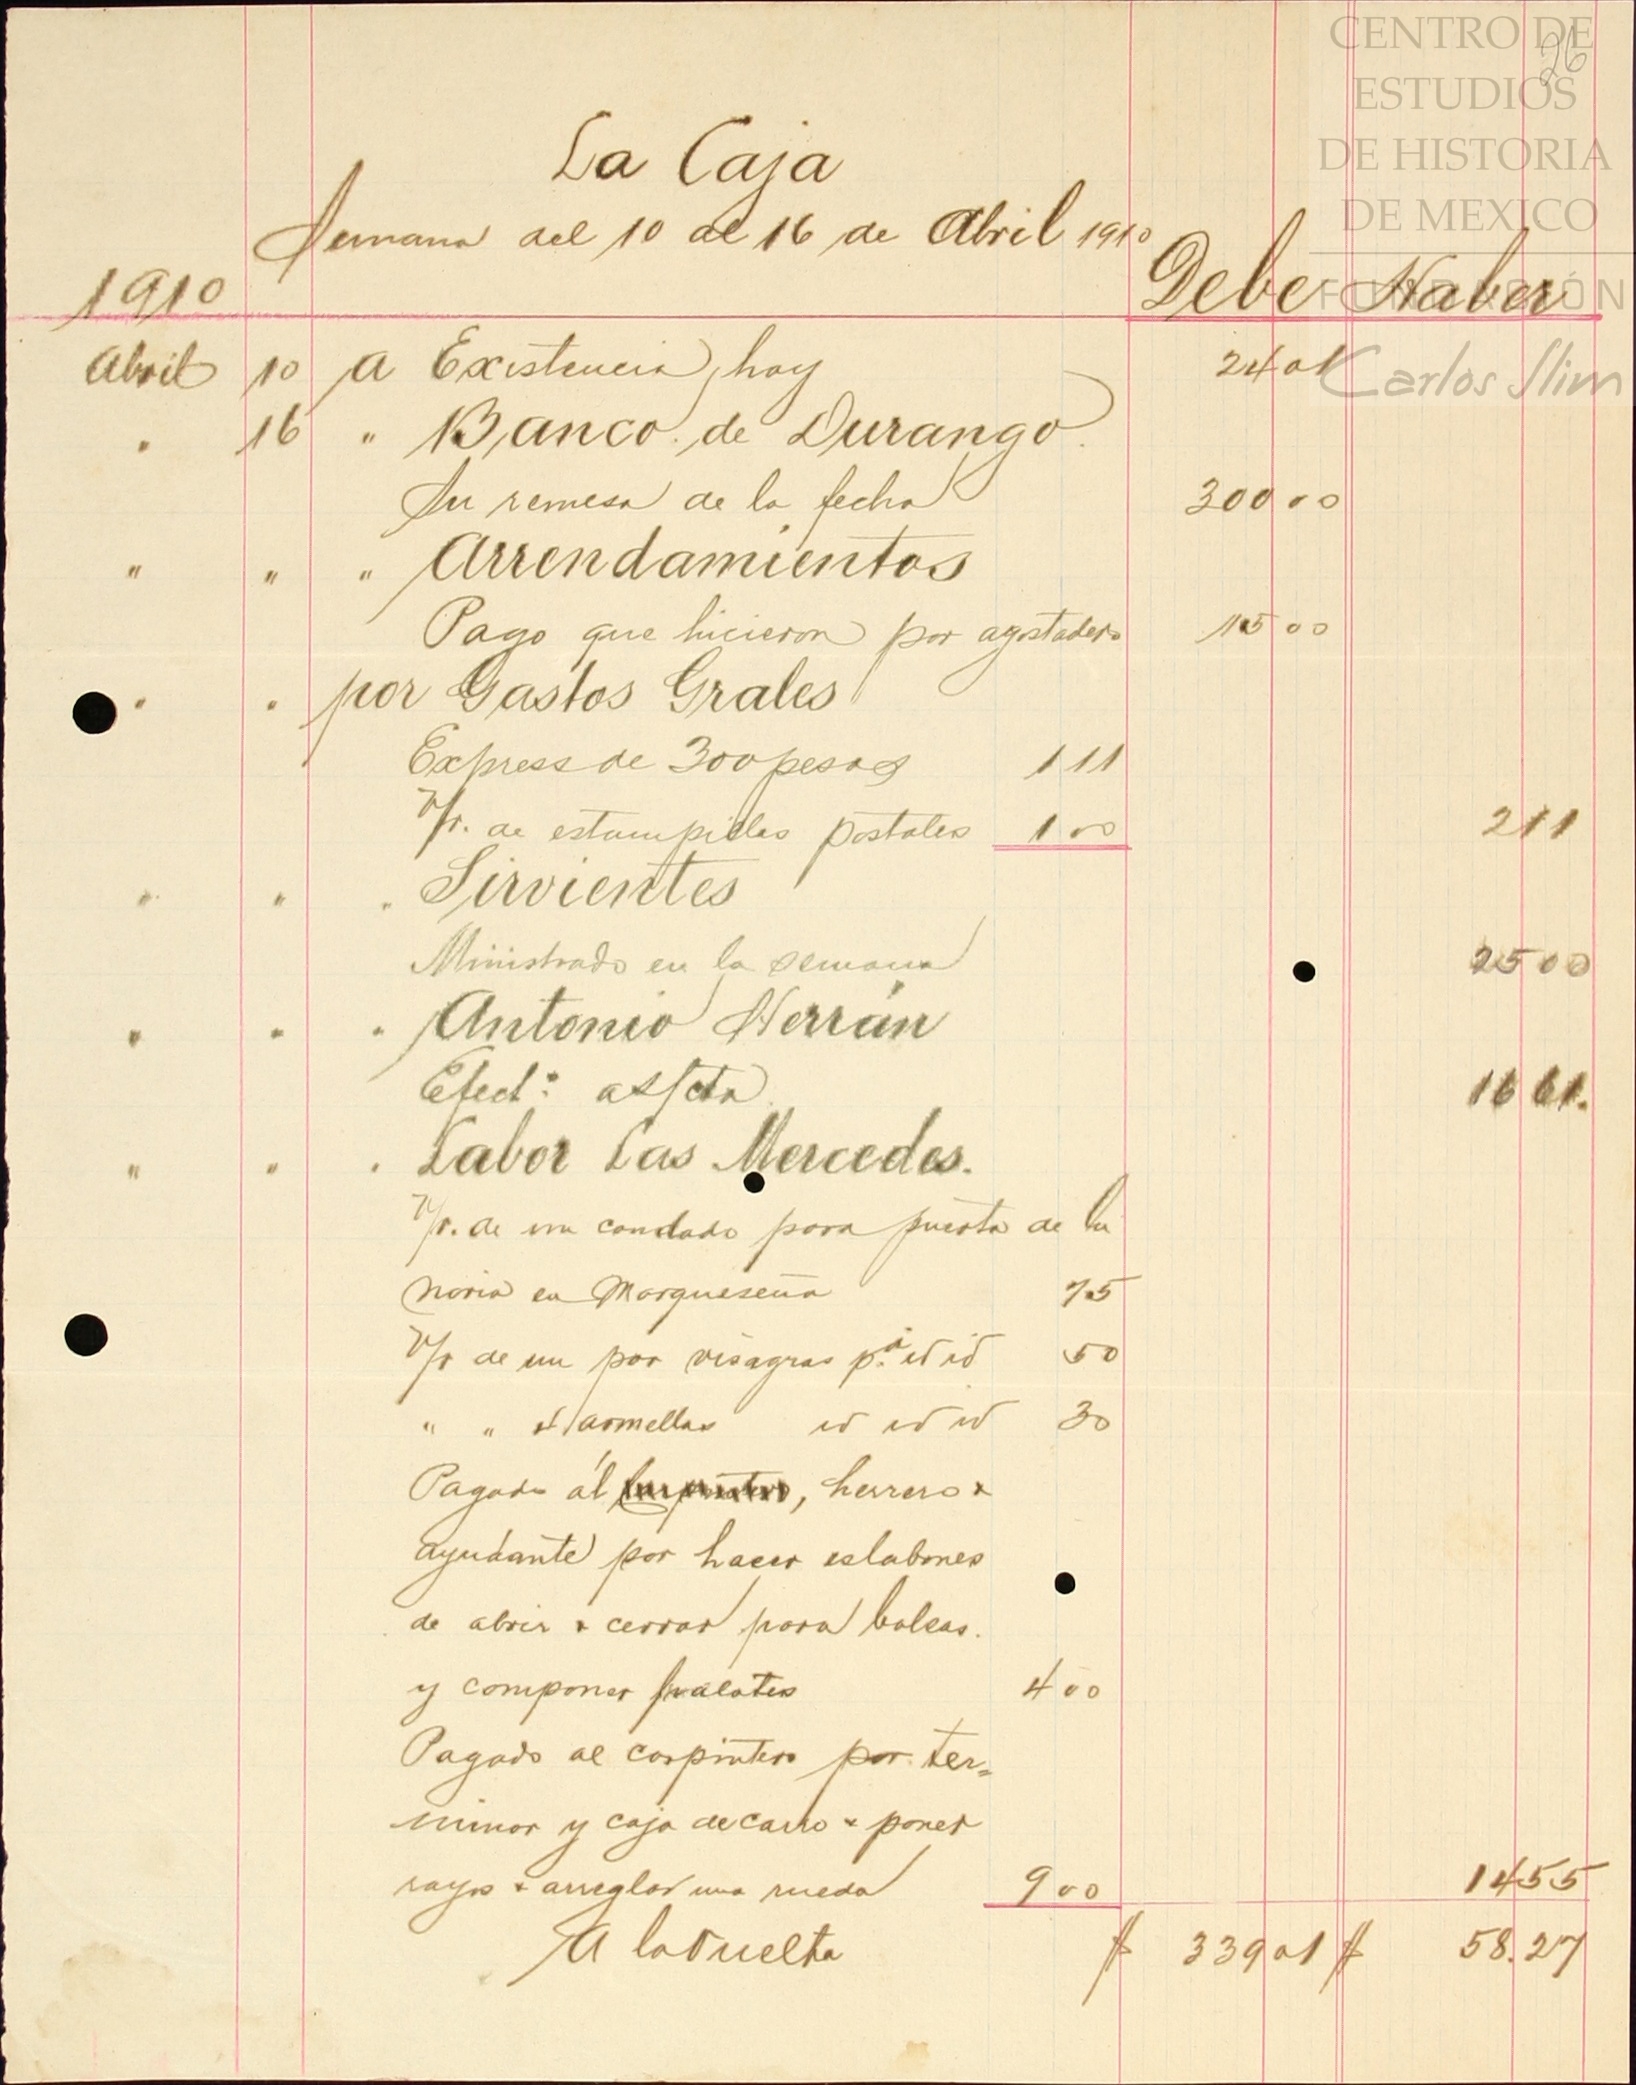 CENTRO DE
ESTUDIOS
DE HISTORIA
DE MEXICO
FUNDACIÓN
Carlos Slim
26
La Caja
Semana del 10 al 16 de Abril 1910
1910 Debe Haber
Abril 10 A Existencia hoy 24 01
" 16 " Banco de Durango.
Su remesa de la fecha 300 00
" " " Arrendamientos
Pago que hicieron por agostadero 15 00
" " por Gastos Grales
Express de 300 pesos 1 11
V/r. de estampillas postales 1 00 2 11
" " " Sirvientes
Ministrado en la semana 25 00
" " " Antonio Herrán
Efect: a s/cta 16 61.
" " " Labor Las Mercedes.
V/r. de un candado para puerta de la
noria en Marqueseña 75
V/r de un par visagras pa. id id 50
" " armellas id id id 30
Pagado al carpintero, herrero &
ayudante por hacer eslabones
de abrir & cerrar para boleas.
y componer 4 00
Pagado al carpintero por ter=
minar y caja de carro & poner
rayos & arreglar una rueda 9 00 14 55
A la vuelta $ 339 01 $ 58.27